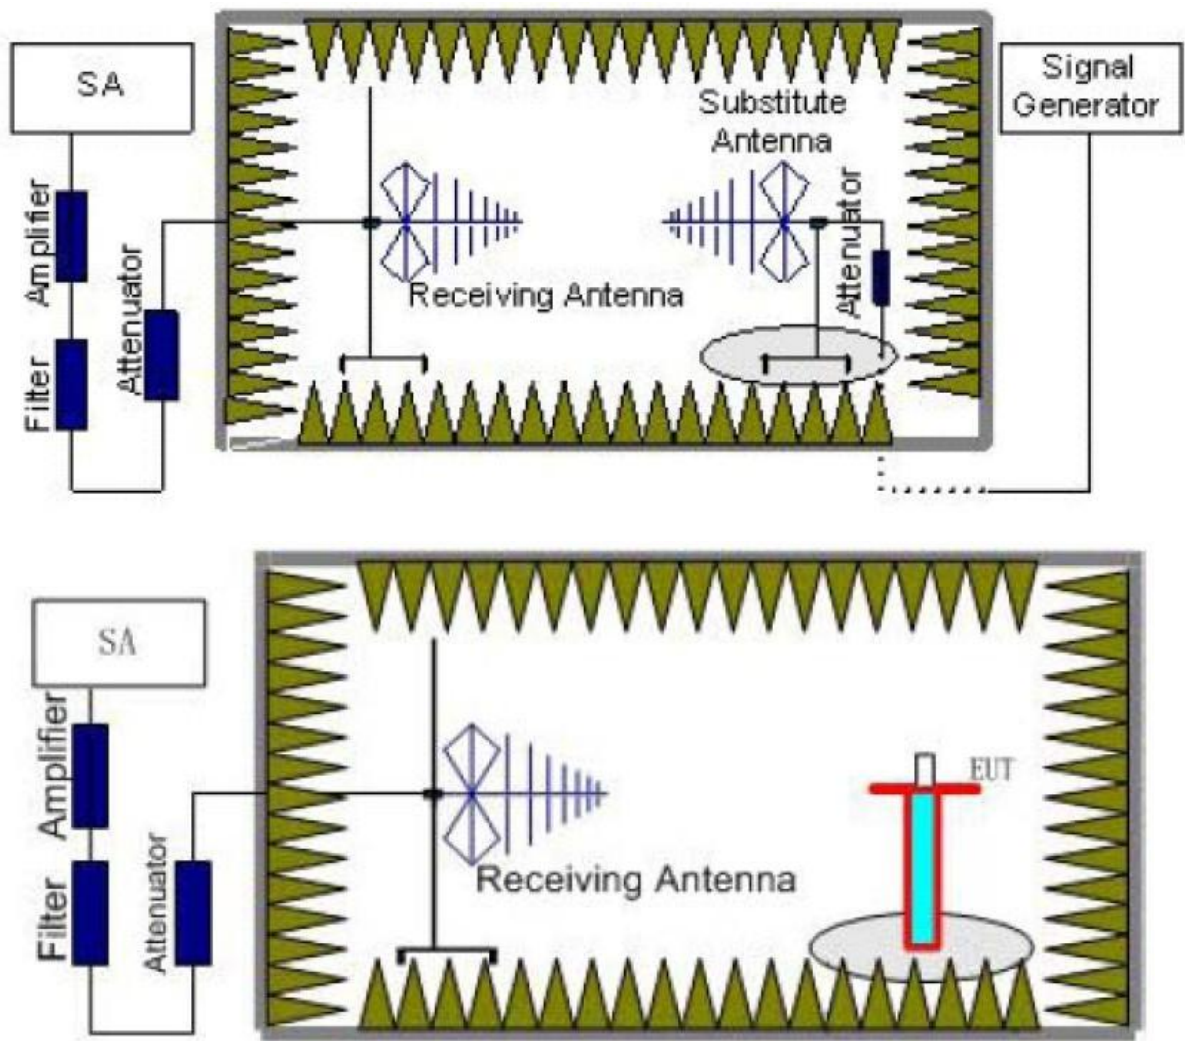 SA
Signal
Generator
Substitute
Antenna
Amplifier
Attenuator
Attenuator
Receiving Antenna
Filter
SA
Amplifier
EUT
Attenuator
Receiving Antenna
Filter